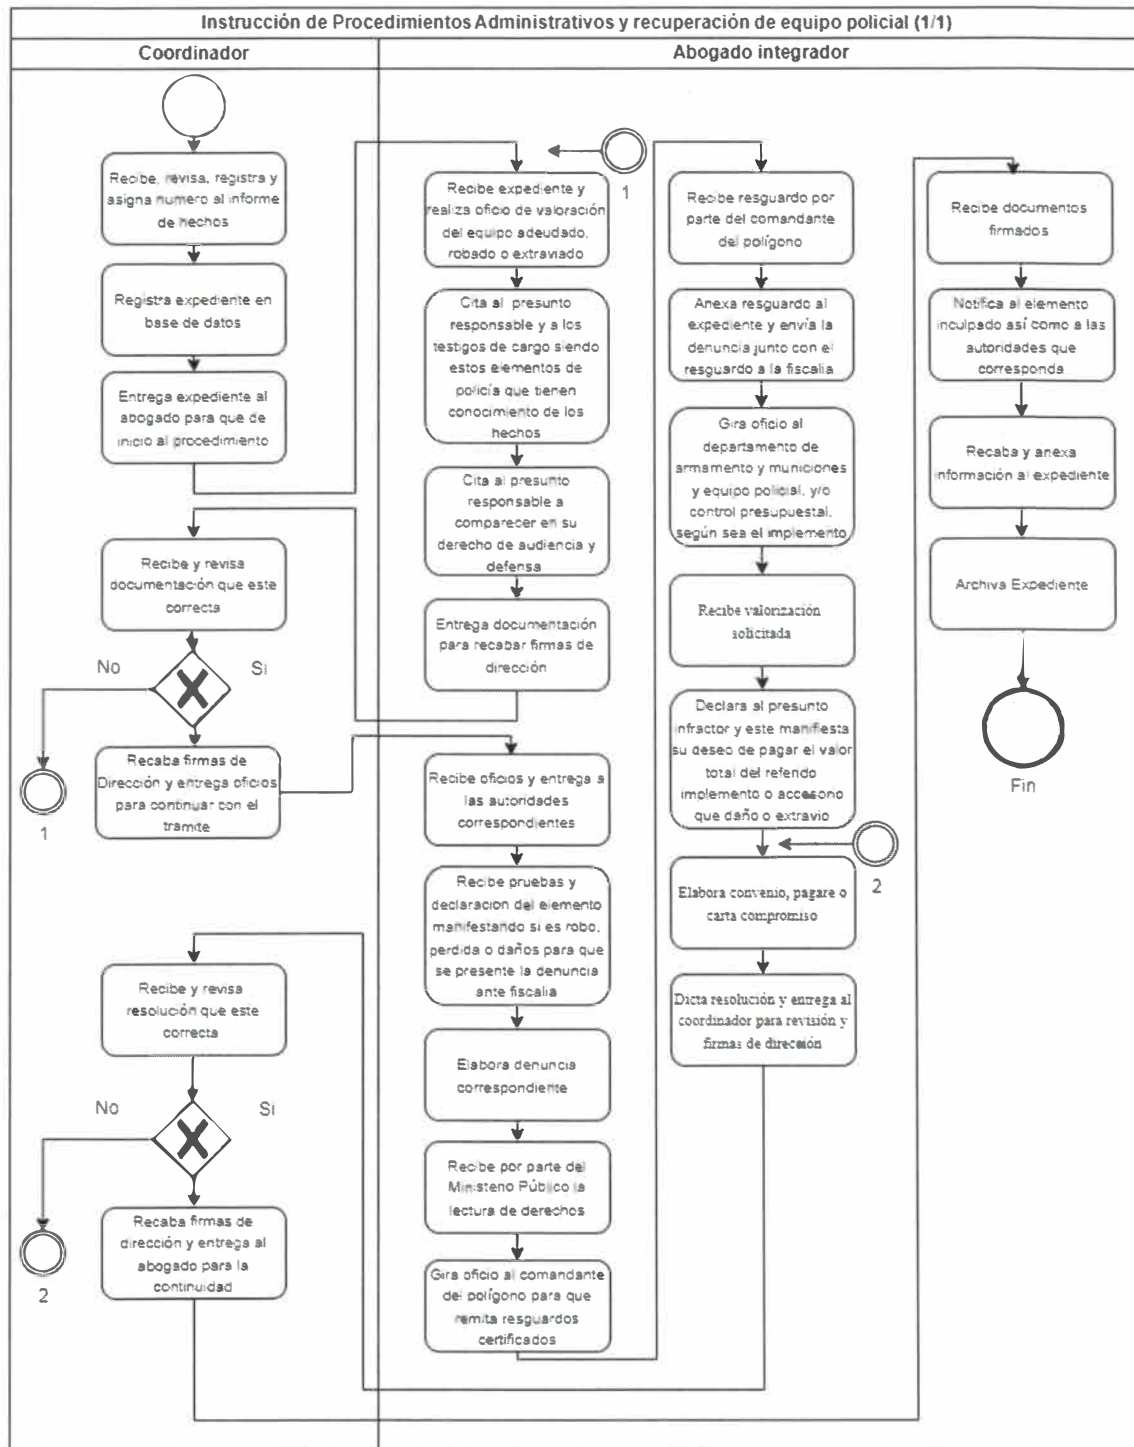 Instrucción de Procedimientos Administrativos y recuperación de equipo policial (1/1)
Coordinador
Abogado integrador
Recibe, revisa, registra y
asigna numero al informe
de hechos
Registra expediente en
base de datos
Entrega expediente al
abogado para que de
inicio al procedimiento
Recibe y revisa
documentación que este
correcta
No
Si
1
Recaba firmas de
Dirección y entrega oficios
para continuar con el
tramite
Recibe y revisa
resolución que este
correcta
No
Si
2
Recaba firmas de
dirección y entrega al
abogado para la
continuidad
1
Recibe expediente y
realiza oficio de valoración
del equipo adeudado,
robado o extraviado
Cita al presunto
responsable y a los
testigos de cargo siendo
estos elementos de
policía que tienen
conocimiento de los
hechos
Cita al presunto
responsable a
comparecer en su
derecho de audiencia y
defensa
Entrega documentación
para recabar firmas de
dirección
Recibe oficios y entrega a
las autoridades
correspondientes
Recibe pruebas y
declaracion del elemento
manifestando si es robo,
perdida o daños para que
se presente la denuncia
ante fiscalia
Elabora denuncia
correspondiente
Recibe por parte del
Ministerio Público la
lectura de derechos
Gira oficio al comandante
del polígono para que
remita resguardos
certificados
Recibe resguardo por
parte del comandante
del polígono
Anexa resguardo al
expediente y envía la
denuncia junto con el
resguardo a la fiscalia
Gira oficio al
departamento de
armamento y municiones
y equipo policial, y/o
control presupuestal,
según sea el implemento
Recibe valorización
solicitada
Declara al presunto
infractor y este manifiesta
su deseo de pagar el valor
total del referido
implemento o accesorio
que daño o extravio
2
Elabora convenio, pagare o
carta compromiso
Dicta resolución y entrega al
coordinador para revisión y
firmas de dirección
Recibe documentos
firmados
Notifica al elemento
inculpado así como a las
autoridades que
corresponda
Recaba y anexa
información al expediente
Archiva Expediente
Fin